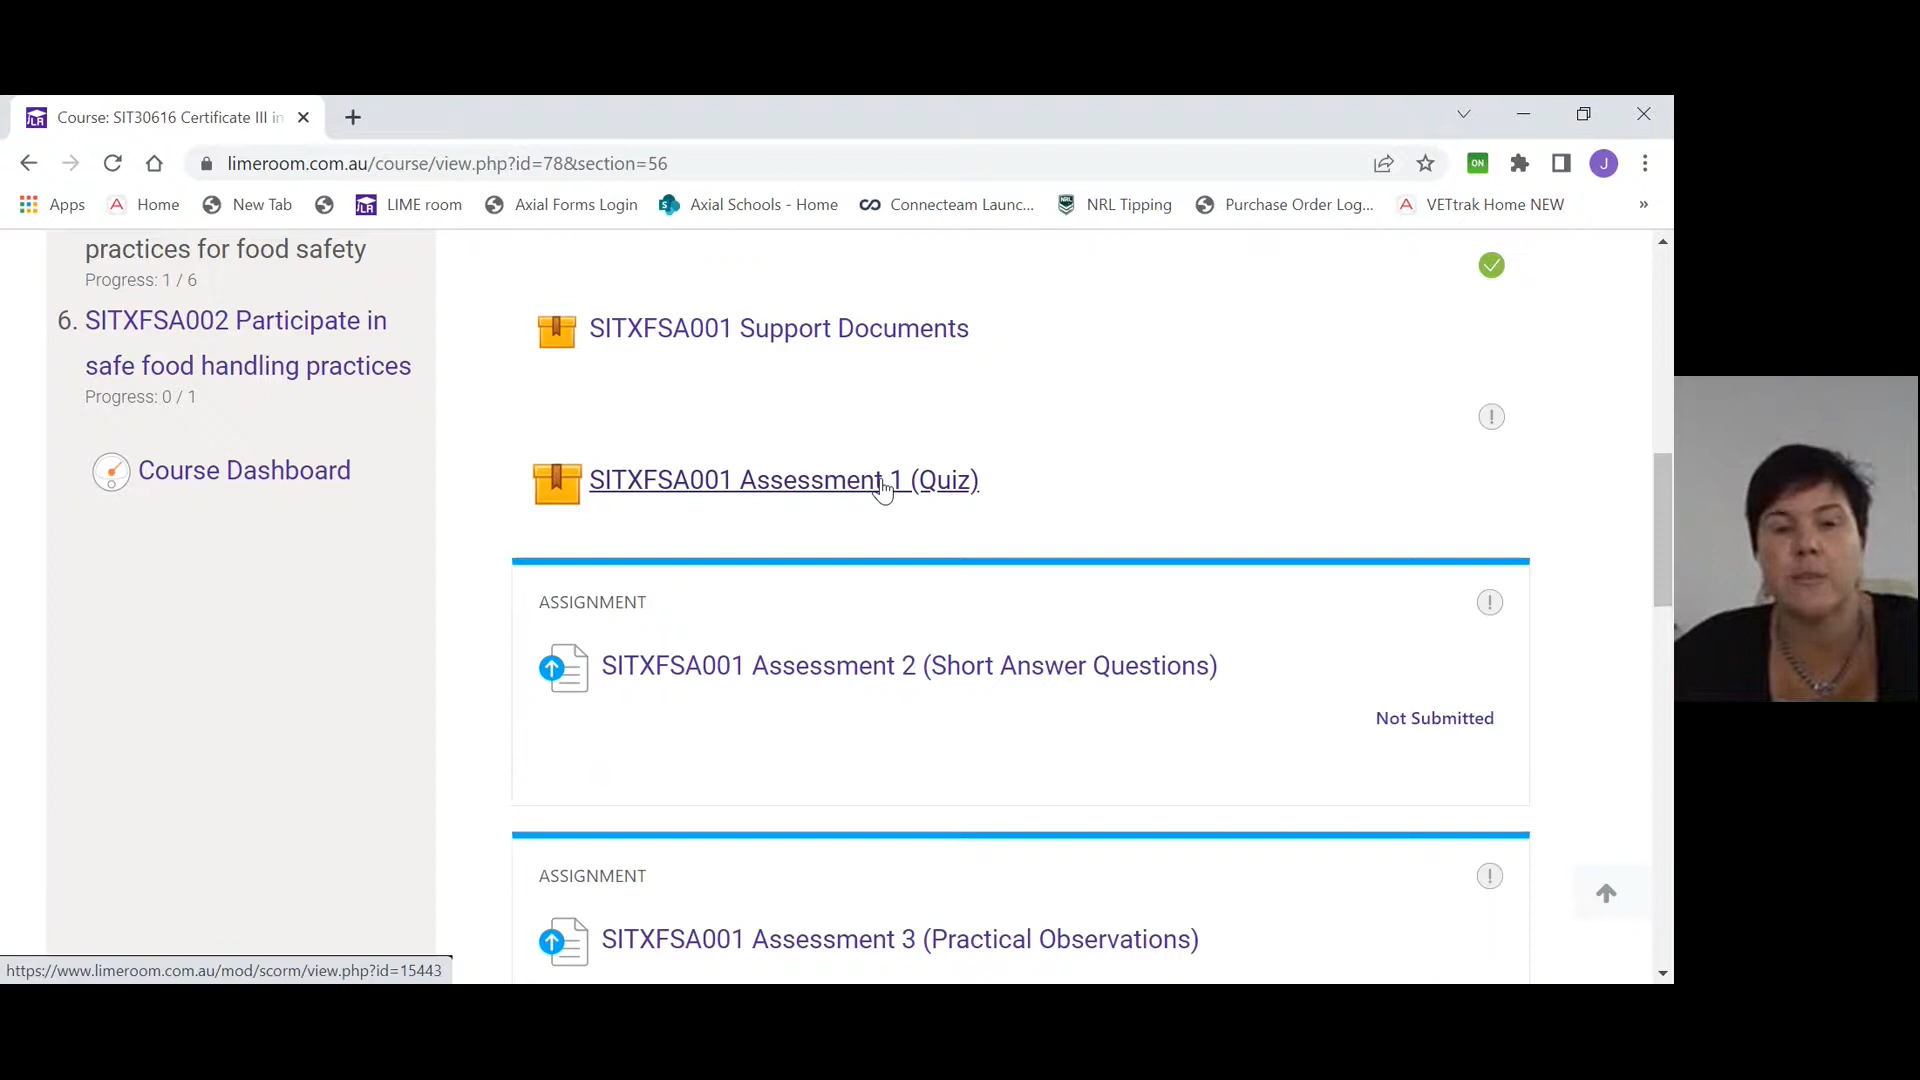 Course: SIT30616 Certificate III in
limeroom.com.au/course/view.php?id=78&section=56
ON
J
Apps
Home
New Tab
LIME room
Axial Forms Login
Axial Schools - Home
Connecteam Launc...
NRL Tipping
Purchase Order Log...
VETtrak Home NEW
»
practices for food safety
Progress: 1 / 6
6. SITXFSA002 Participate in
safe food handling practices
Progress: 0 / 1
Course Dashboard
SITXFSA001 Support Documents
SITXFSA001 Assessment 1 (Quiz)
ASSIGNMENT
SITXFSA001 Assessment 2 (Short Answer Questions)
Not Submitted
ASSIGNMENT
SITXFSA001 Assessment 3 (Practical Observations)
https://www.limeroom.com.au/mod/scorm/view.php?id=15443